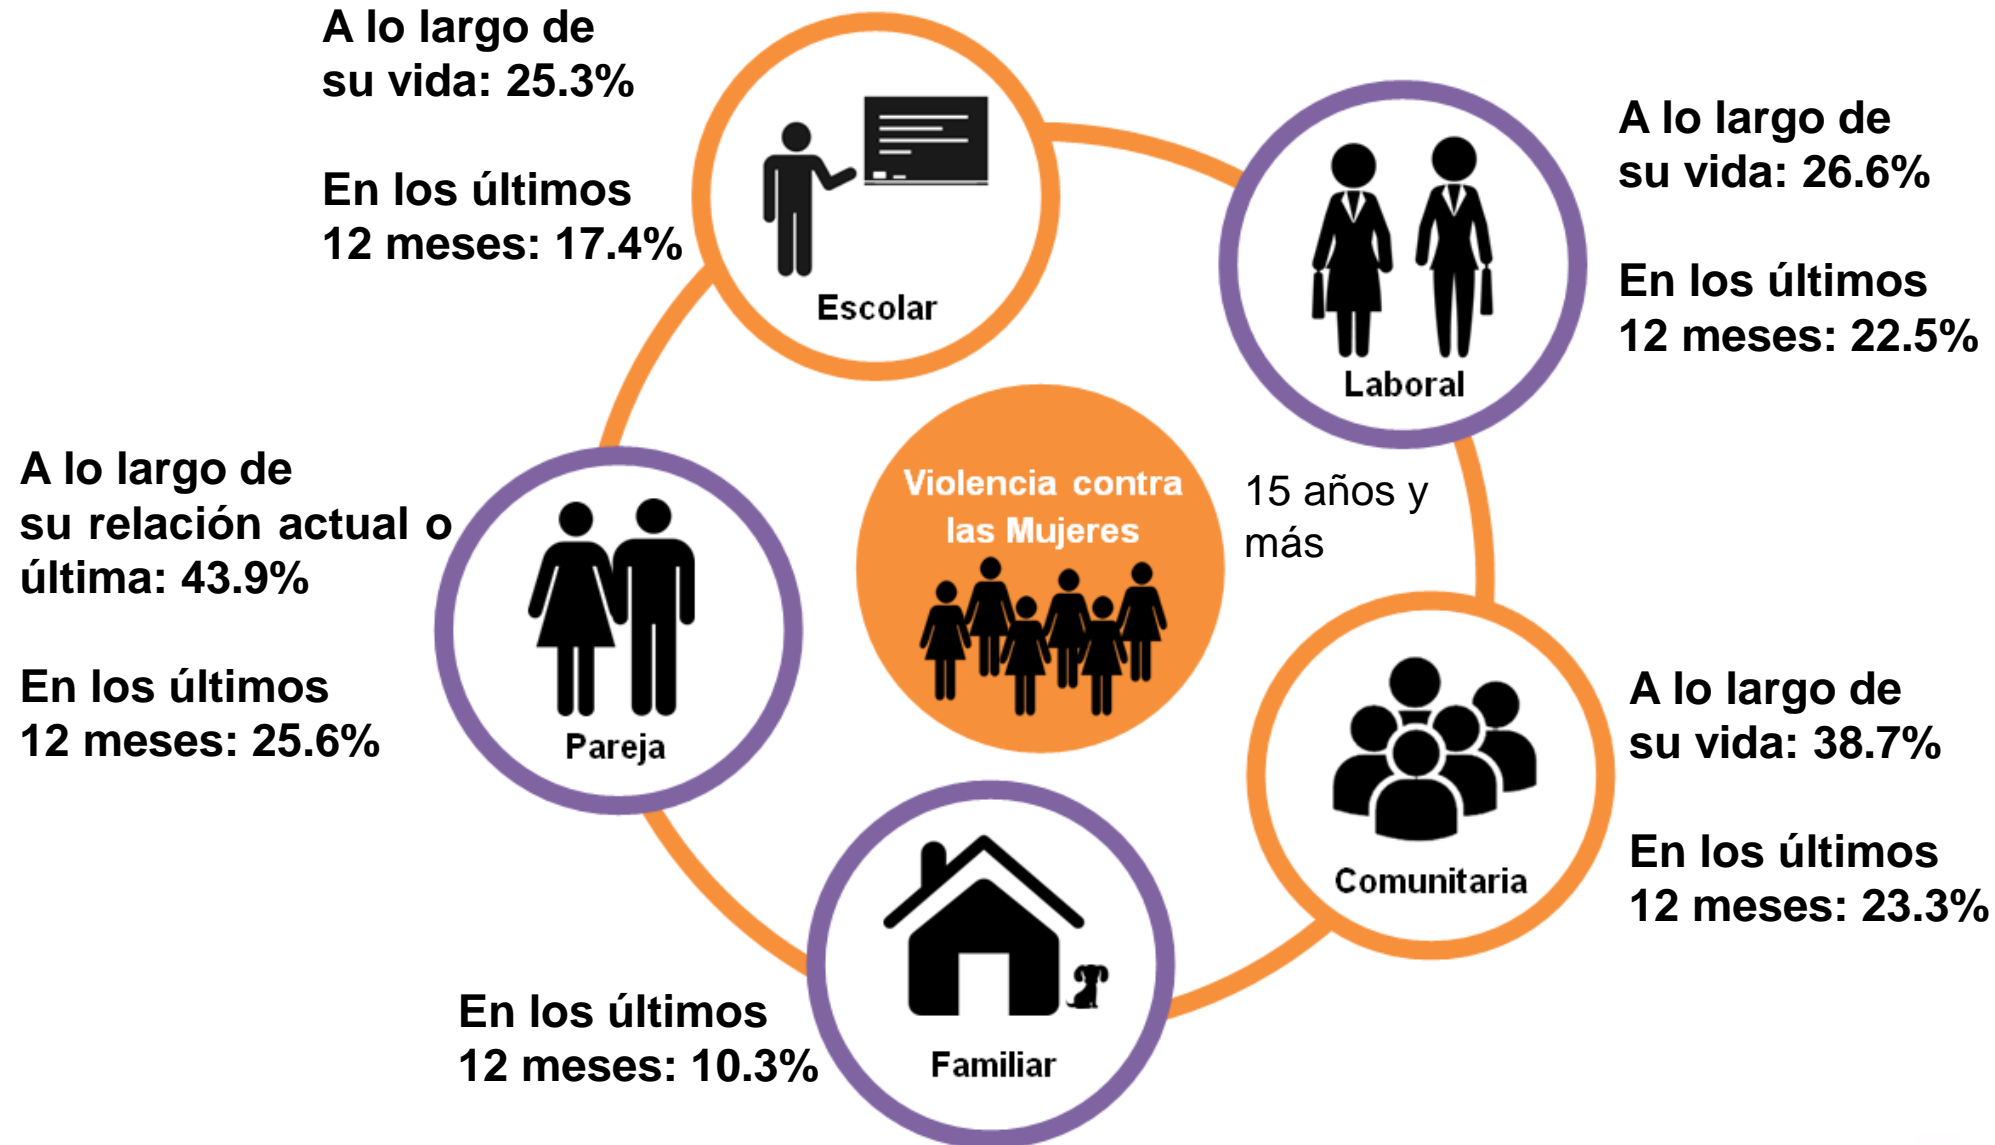 A lo largo de
su vida: 25.3%
En los últimos
12 meses: 17.4%
Escolar
A lo largo de
su vida: 26.6%
En los últimos
12 meses: 22.5%
Laboral
A lo largo de
su relación actual o
última: 43.9%
En los últimos
12 meses: 25.6%
Pareja
Violencia contra
las Mujeres
15 años y
más
A lo largo de
su vida: 38.7%
En los últimos
12 meses: 23.3%
Comunitaria
En los últimos
12 meses: 10.3%
Familiar